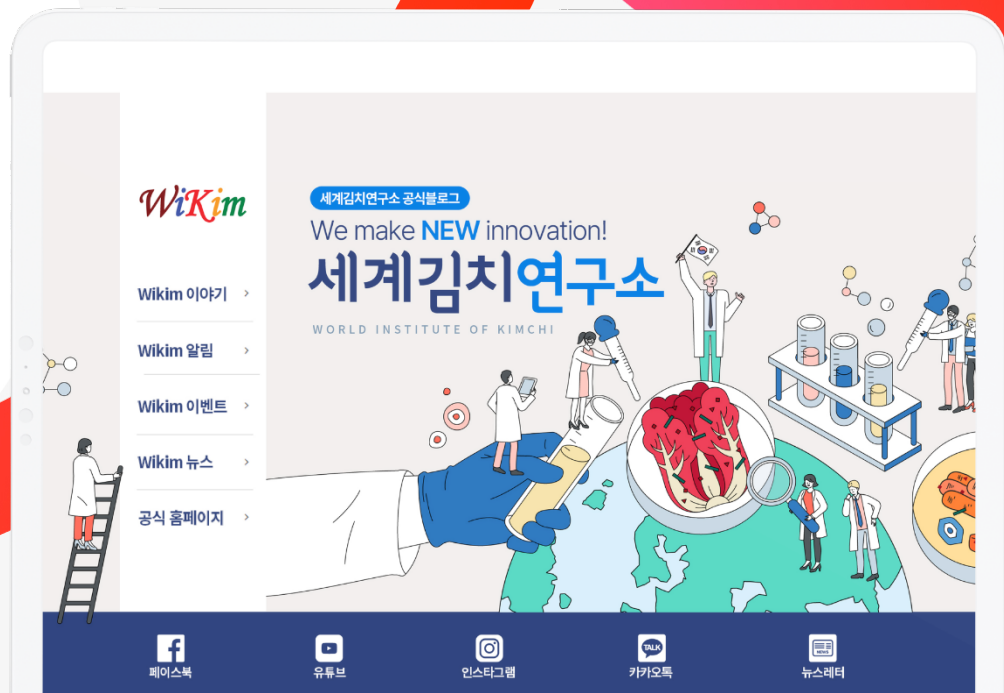 WiKim
Wikim 이야기
Wikim 알림
Wikim 이벤트
Wikim 뉴스
공식 홈페이지
세계김치연구소 공식블로그
We make NEW innovation!
세계김치연구소
WORLD INSTITUTE OF KIMCHI
페이스북
유튜브
인스타그램
TALK
카카오톡
NEWS
뉴스레터